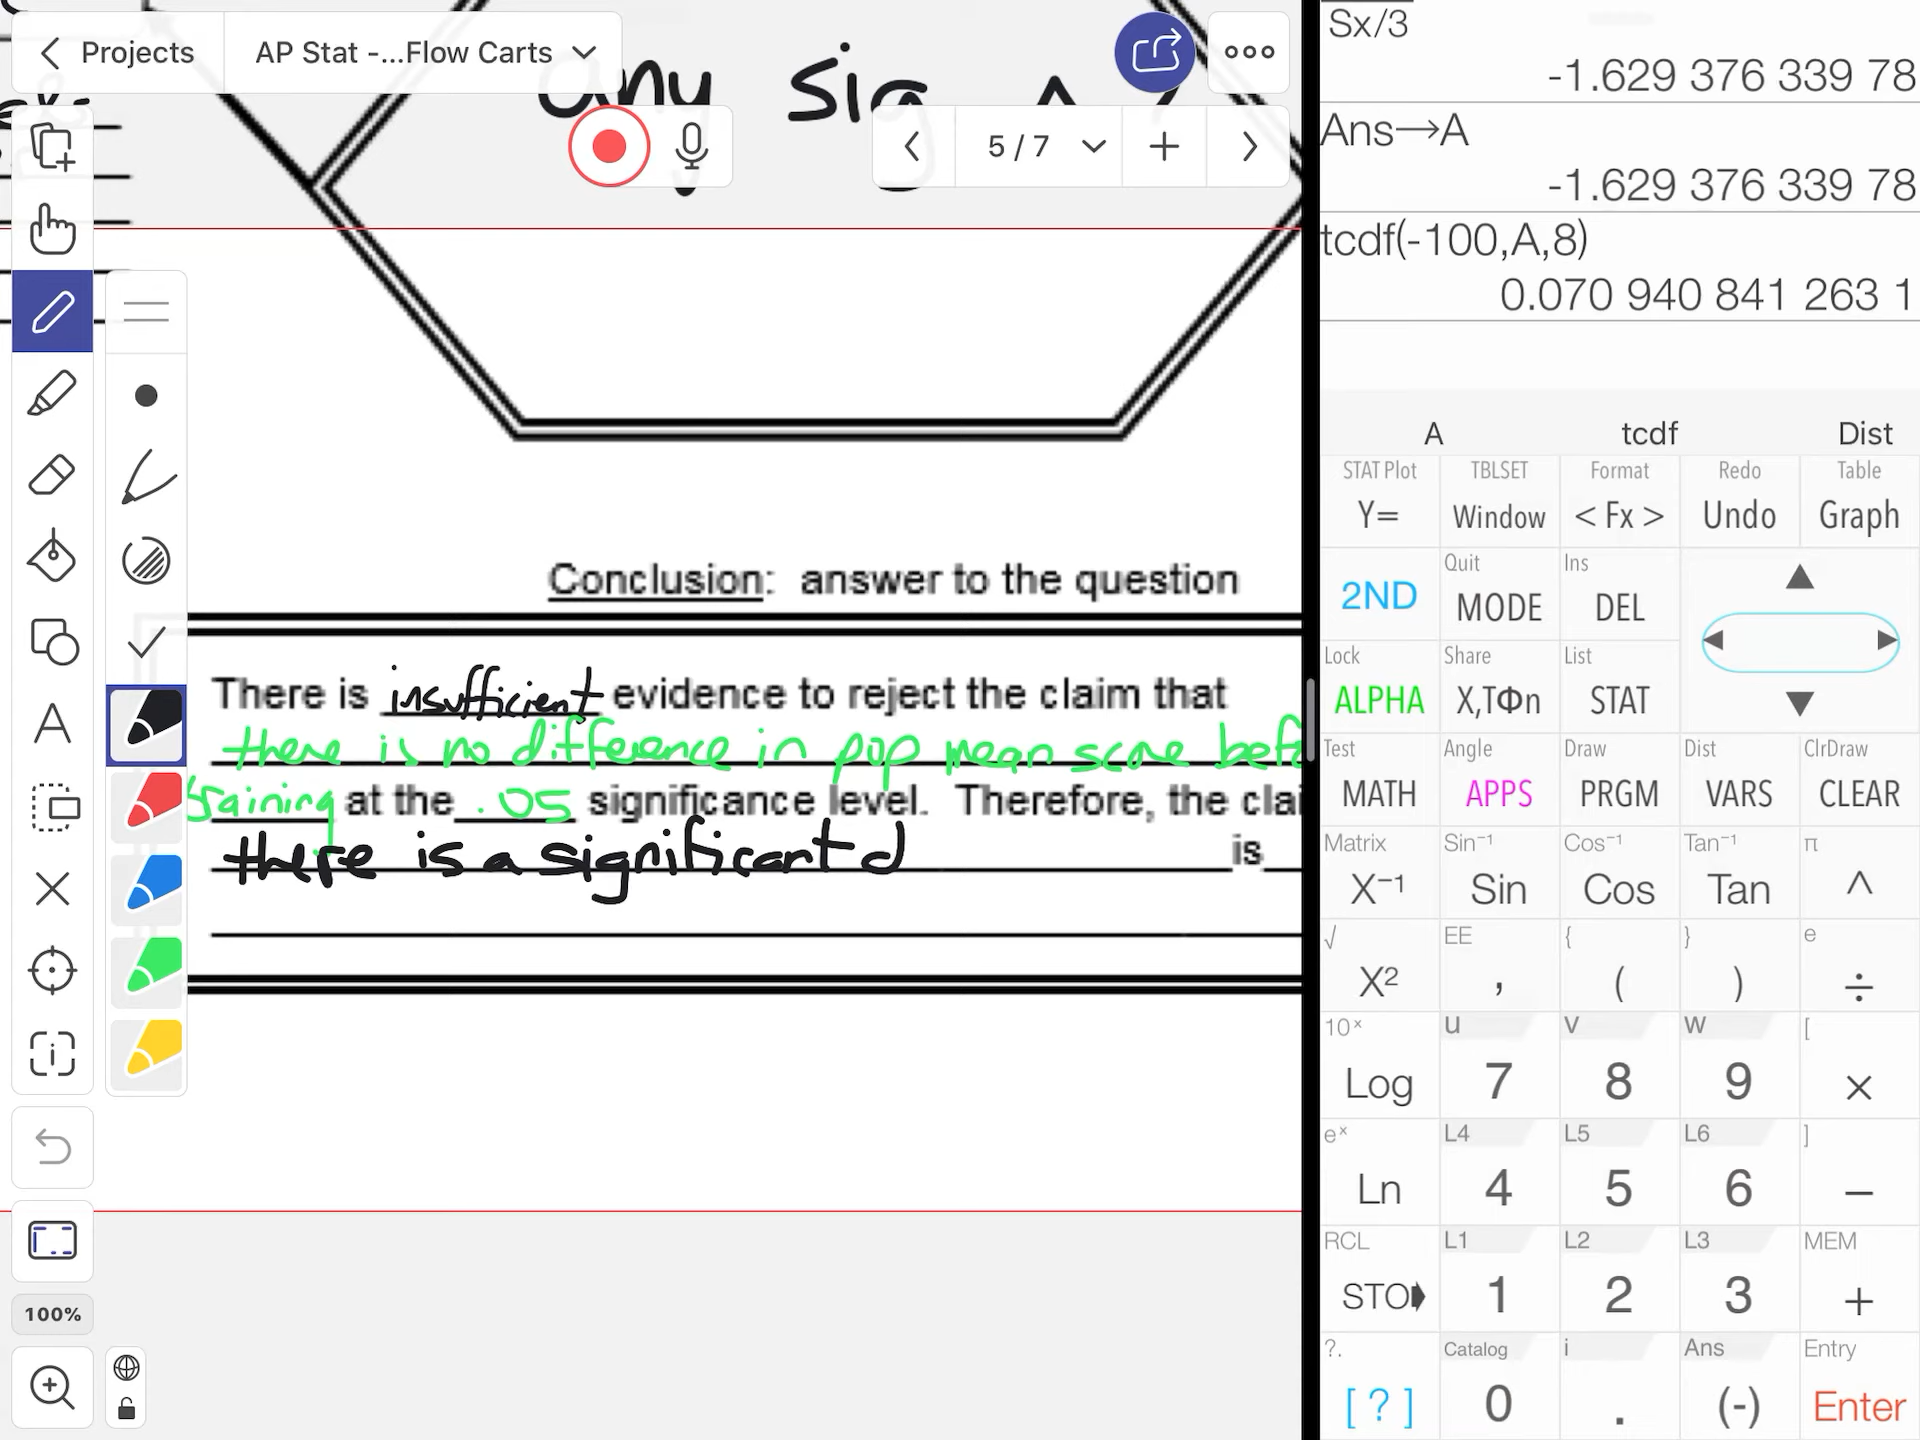 Projects
AP Stat -...Flow Carts
any sig
5 / 7
Conclusion: answer to the question
There is insufficient evidence to reject the claim that
there is no difference in pop mean score befo
training at the .05 significance level. Therefore, the clai
there is a significant d is
100%
Sx/3
-1.629 376 339 78
Ans→A
-1.629 376 339 78
tcdf(-100,A,8)
0.070 940 841 263 1
A tcdf Dist
STAT Plot TBLSET Format Redo Table
Y= Window < Fx > Undo Graph
Quit Ins
2ND MODE DEL
Lock Share List
ALPHA X,TΦn STAT
Test Angle Draw Dist ClrDraw
MATH APPS PRGM VARS CLEAR
Matrix Sin⁻¹ Cos⁻¹ Tan⁻¹ π
X⁻¹ Sin Cos Tan ^
√ EE { } e
X² , ( ) ÷
10ˣ u v w [
Log 7 8 9 ×
eˣ L4 L5 L6 ]
Ln 4 5 6 −
RCL L1 L2 L3 MEM
STO 1 2 3 +
?. Catalog i Ans Entry
[ ? ] 0 . (-) Enter